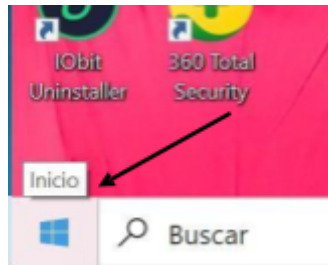 IObit
Uninstaller
360 Total
Security
Inicio
Buscar